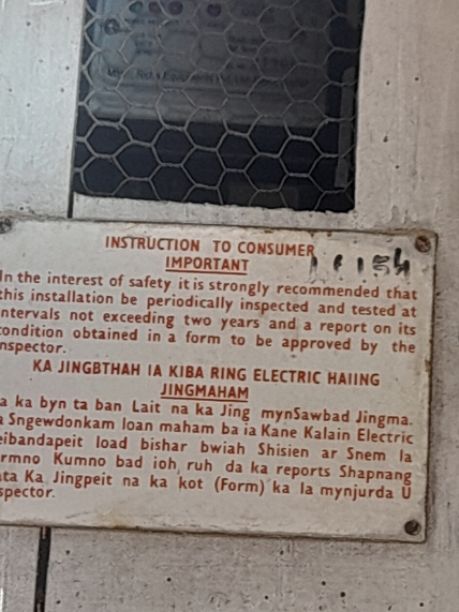 INSTRUCTION TO CONSUMER
IMPORTANT
In the interest of safety it is strongly recommended that
this installation be periodically inspected and tested at
intervals not exceeding two years and a report on its
condition obtained in a form to be approved by the
inspector.
KA JINGBTHAH IA KIBA RING ELECTRIC HAIING
JINGMAHAM
a ka byn ta ban Lait na ka Jing mynSawbad Jingma.
a Sngewdonkam Ioan maham ba ia Kane Kalain Electric
eibandapeit load bishar bwiah Shisien ar Snem la
rmno Kumno bad ioh ruh da ka reports Shapnang
ta Ka Jingpeit na ka kot (Form) ka la mynjurda U
spector.